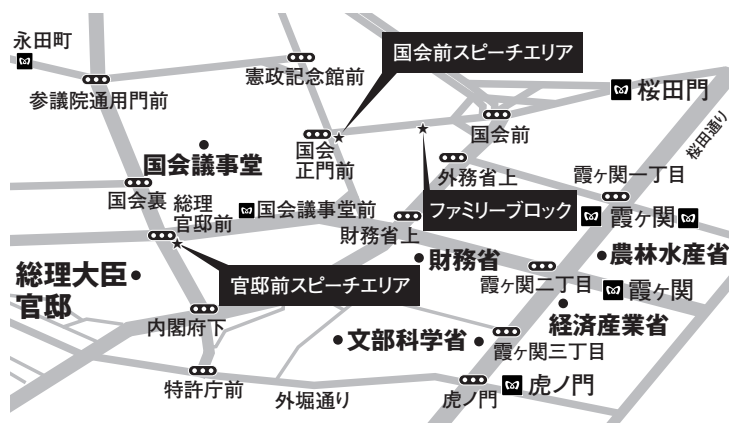 永田町
参議院通用門前
憲政記念館前
国会前スピーチエリア
桜田門
桜田通り
国会前
国会
正門前
国会議事堂
外務省上
霞ヶ関一丁目
国会裏
総理
官邸前
国会議事堂前
ファミリーブロック
霞ヶ関
財務省上
財務省
農林水産省
総理大臣
官邸
官邸前スピーチエリア
霞ヶ関二丁目
霞ヶ関
内閣府下
経済産業省
文部科学省
霞ヶ関三丁目
特許庁前
外堀通り
虎ノ門
虎ノ門